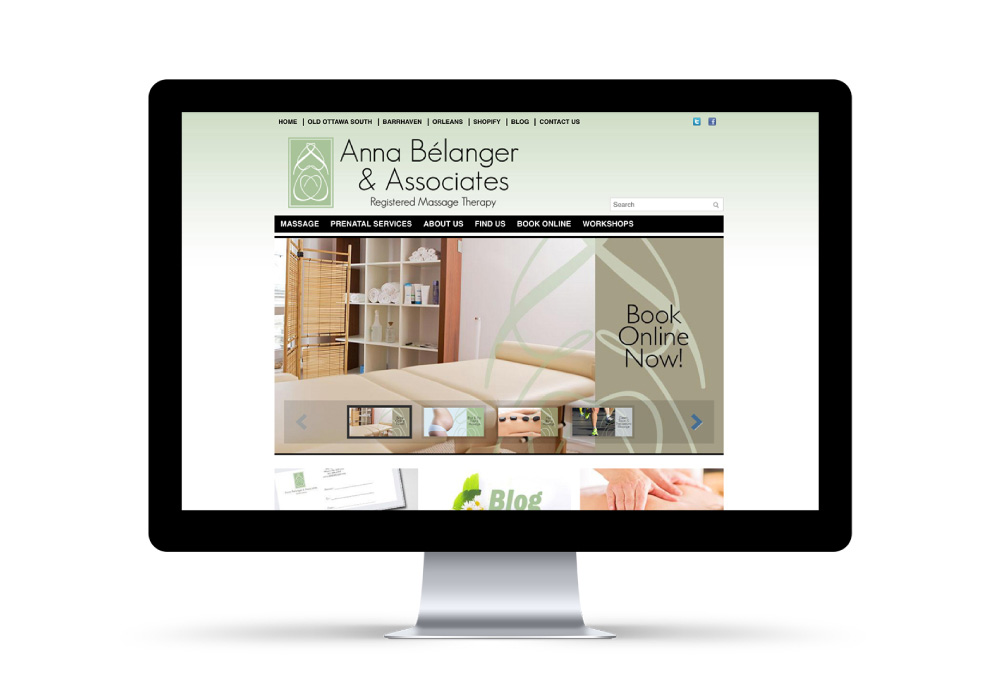 HOME | OLD OTTAWA SOUTH | BARRHAVEN | ORLEANS | SHOPIFY | BLOG | CONTACT US
Anna Bélanger
& Associates
Registered Massage Therapy
Search
MASSAGE PRENATAL SERVICES ABOUT US FIND US BOOK ONLINE WORKSHOPS
Book
Online
Now!
Blog